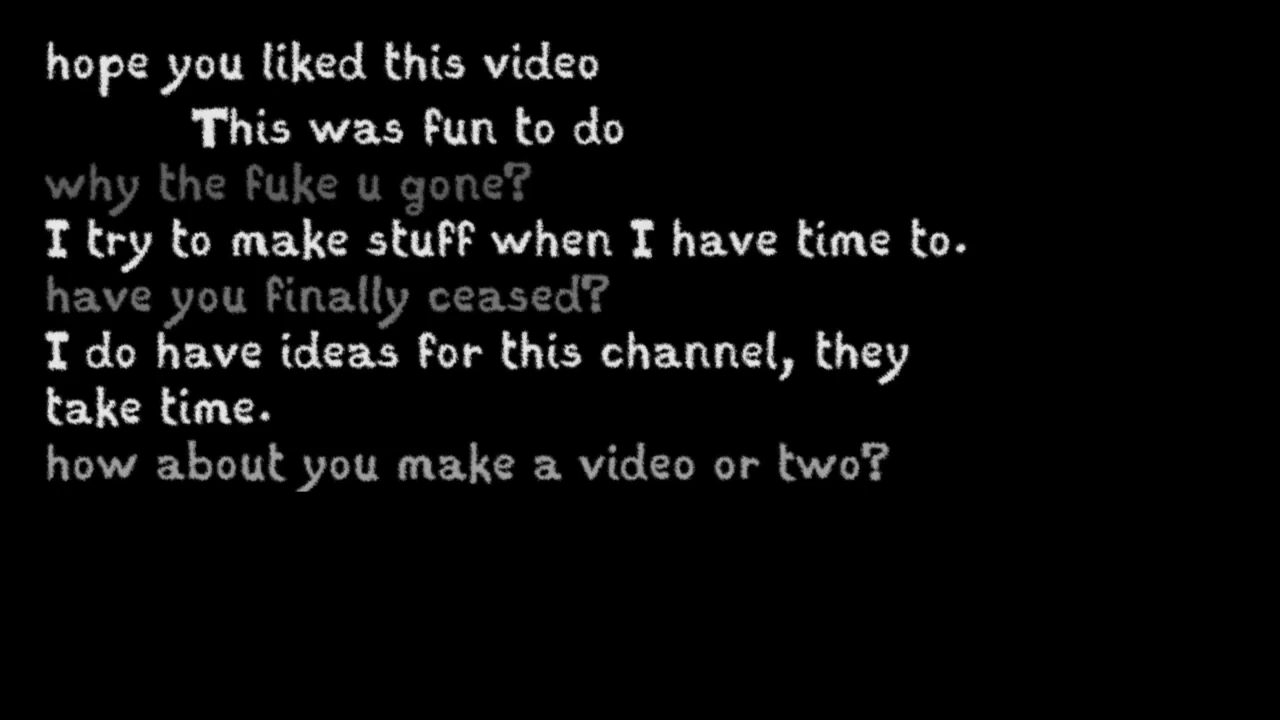 hope you liked this video
This was fun to do
why the fuke u gone?
I try to make stuff when I have time to.
have you finally ceased?
I do have ideas for this channel, they
take time.
how about you make a video or two?